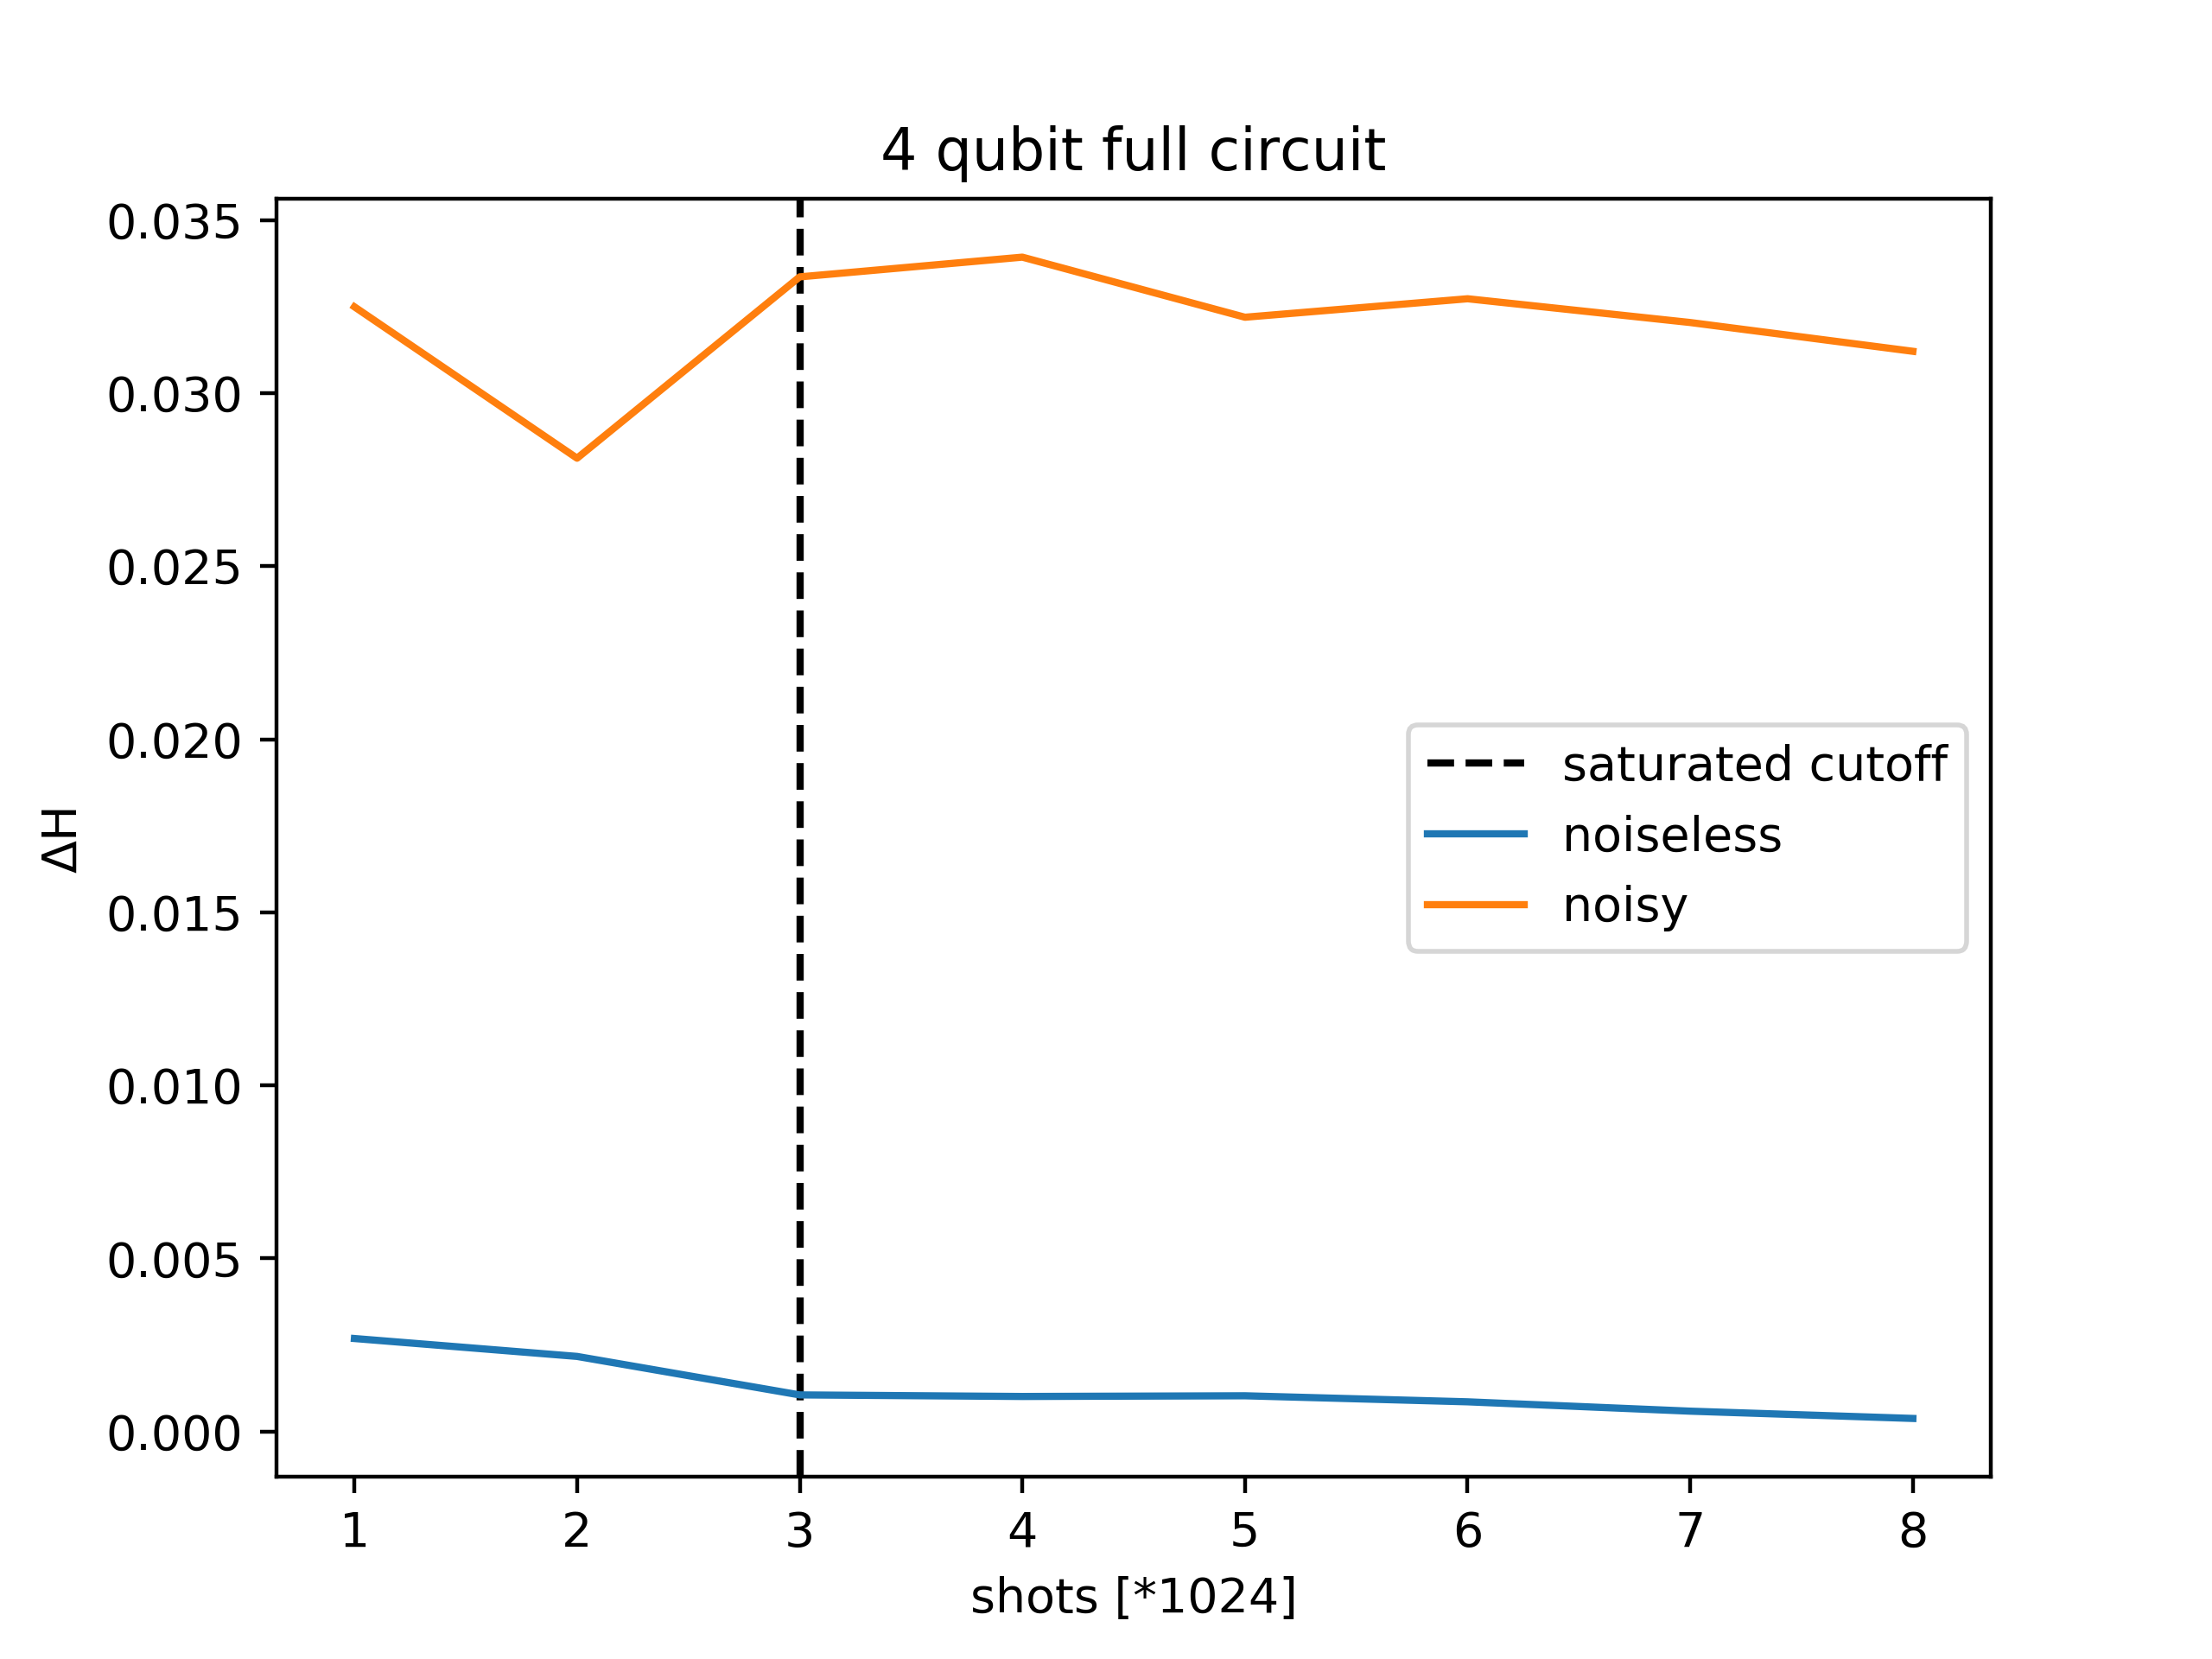 4 qubit full circuit
0.035
0.030
0.025
0.020
0.015
0.010
0.005
0.000
ΔH
saturated cutoff
noiseless
noisy
1 2 3 4 5 6 7 8
shots [*1024]